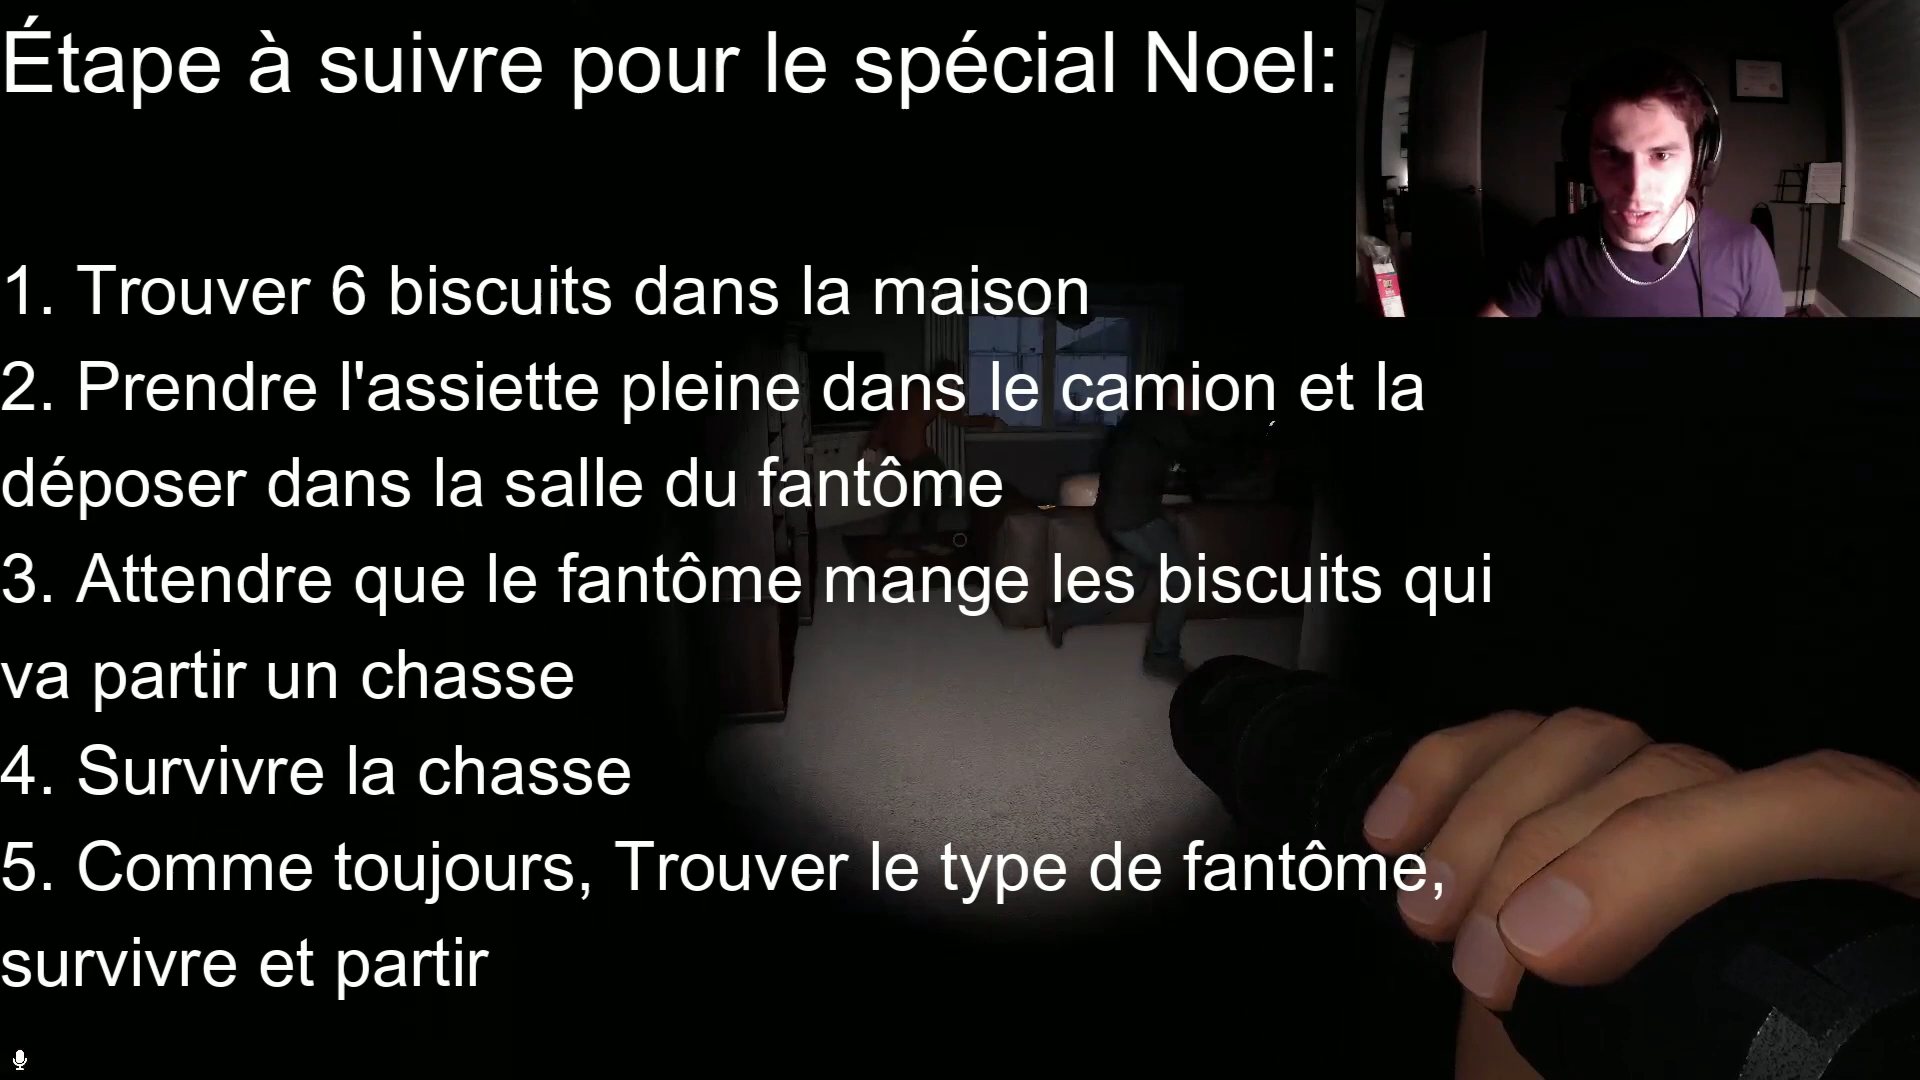 Étape à suivre pour le spécial Noel:
1. Trouver 6 biscuits dans la maison
2. Prendre l'assiette pleine dans le camion et la
déposer dans la salle du fantôme
3. Attendre que le fantôme mange les biscuits qui
va partir un chasse
4. Survivre la chasse
5. Comme toujours, Trouver le type de fantôme,
survivre et partir